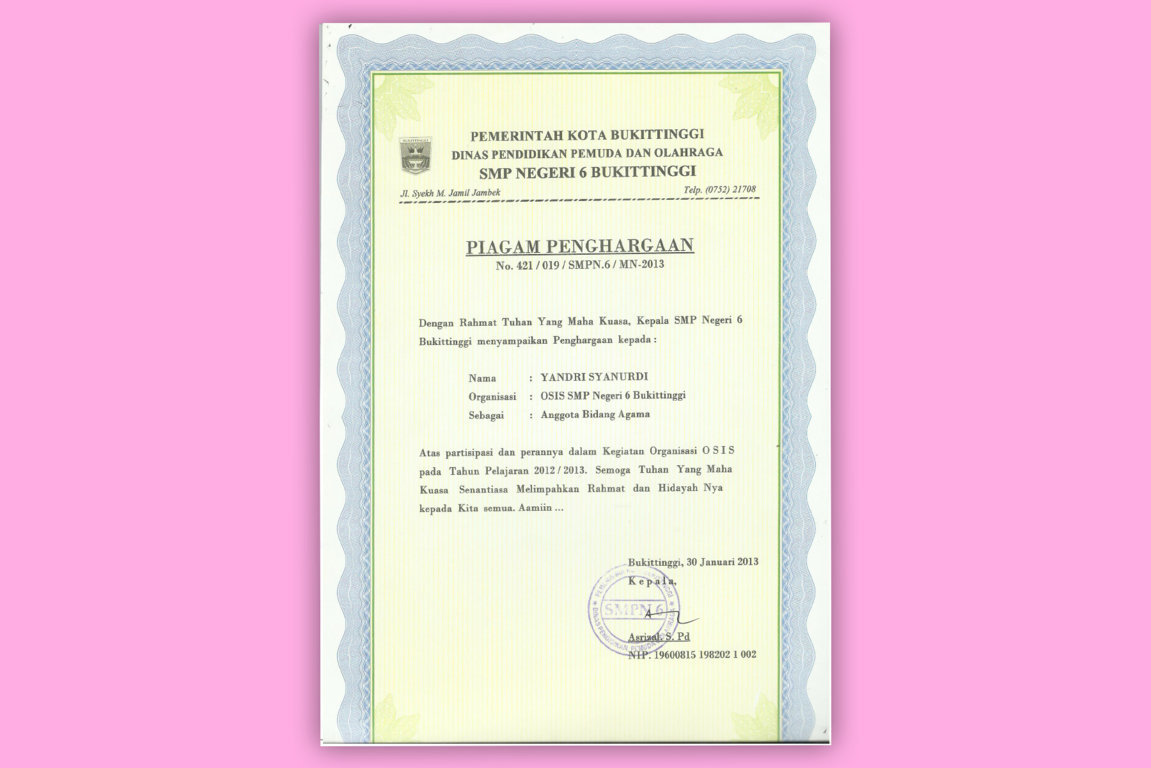 BUKITTINGGI
PEMERINTAH KOTA BUKITTINGGI
DINAS PENDIDIKAN PEMUDA DAN OLAHRAGA
SMP NEGERI 6 BUKITTINGGI
Jl. Syekh M. Jamil Jambek Telp. (0752) 21708
PIAGAM PENGHARGAAN
No. 421 / 019 / SMPN.6 / MN-2013
Dengan Rahmat Tuhan Yang Maha Kuasa, Kepala SMP Negeri 6
Bukittinggi menyampaikan Penghargaan kepada :
Nama : YANDRI SYANURDI
Organisasi : OSIS SMP Negeri 6 Bukittinggi
Sebagai : Anggota Bidang Agama
Atas partisipasi dan perannya dalam Kegiatan Organisasi O S I S
pada Tahun Pelajaran 2012 / 2013. Semoga Tuhan Yang Maha
Kuasa Senantiasa Melimpahkan Rahmat dan Hidayah Nya
kepada Kita semua. Aamiin ...
Bukittinggi, 30 Januari 2013
K e p a l a,
SMPN 6
Asrizal. S. Pd
NIP. 19600815 198202 1 002